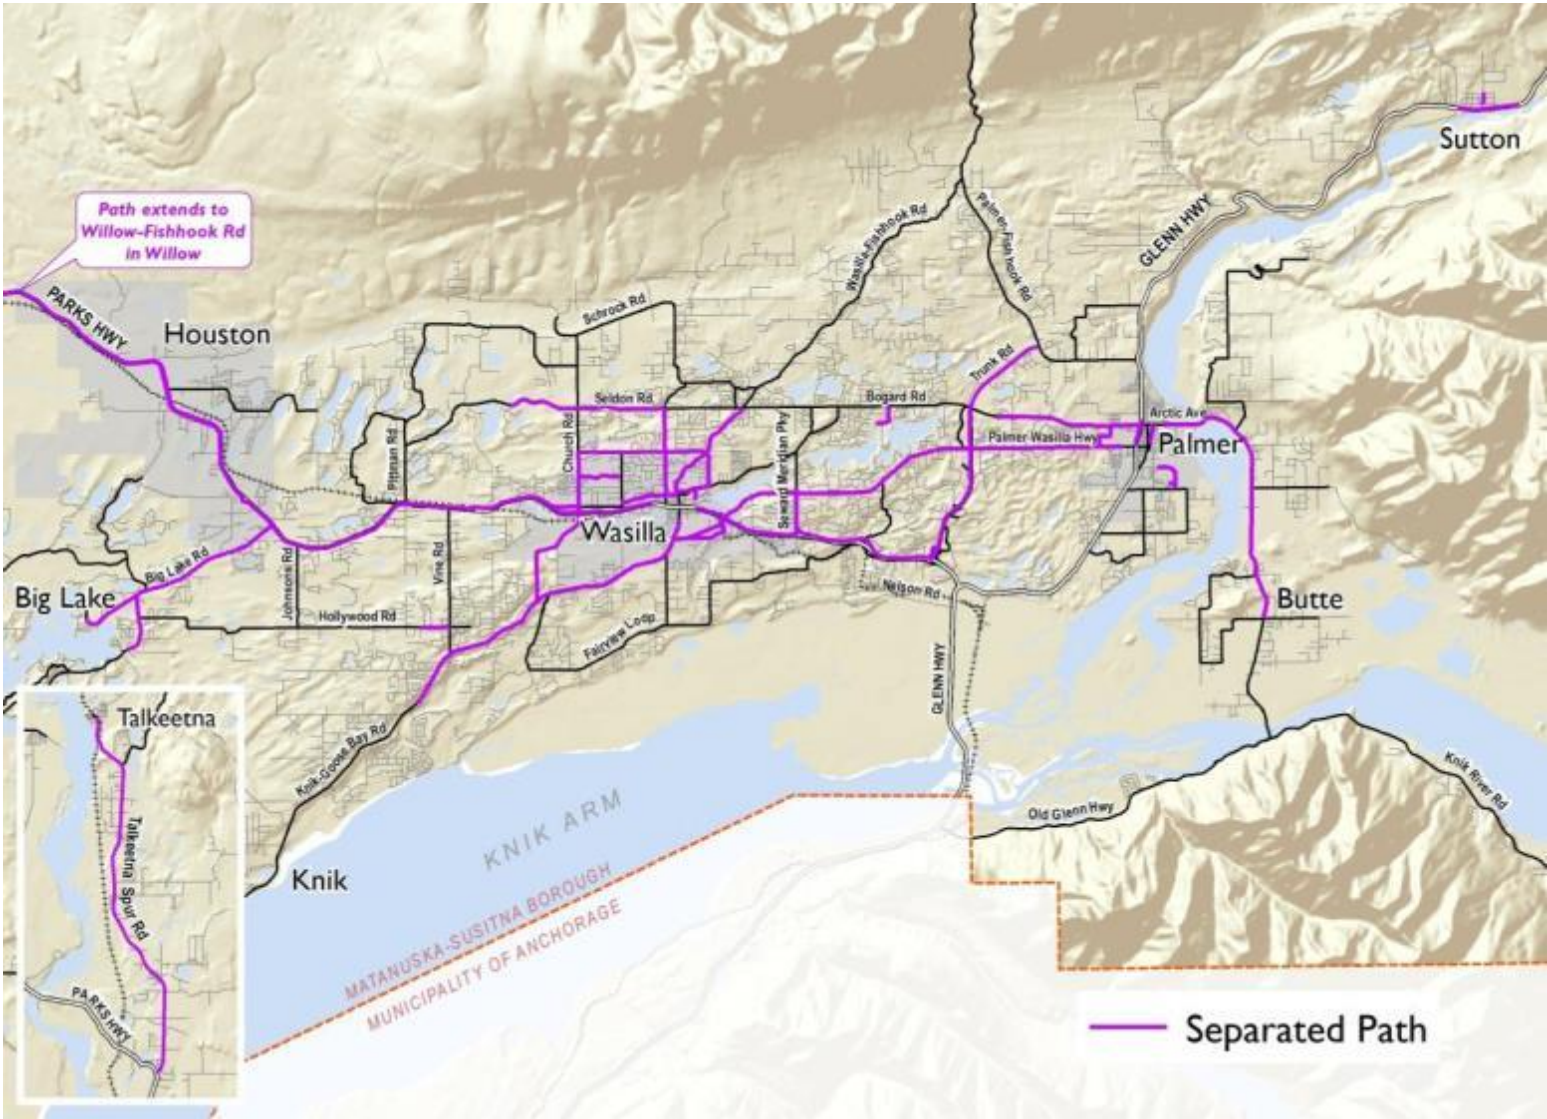 Sutton
Path extends to
Willow-Fishhook Rd
in Willow
GLENN HWY
Palmer-Fishhook Rd
Wasilla-Fishhook Rd
PARKS HWY
Houston
Schrock Rd
Trunk Rd
Seldon Rd
Bogard Rd
Arctic Ave
Church Rd
Pittman Rd
Seward Meridian Pky
Palmer Wasilla Hwy
Palmer
Wasilla
Big Lake Rd
Johnsons Rd
Vine Rd
Nelson Rd
Big Lake
Hollywood Rd
Fairview Loop
Butte
GLENN HWY
Talkeetna
Knik-Goose Bay Rd
Knik River Rd
Old Glenn Hwy
KNIK ARM
Talkeetna Spur Rd
Knik
MATANUSKA-SUSITNA BOROUGH
MUNICIPALITY OF ANCHORAGE
PARKS HWY
Separated Path